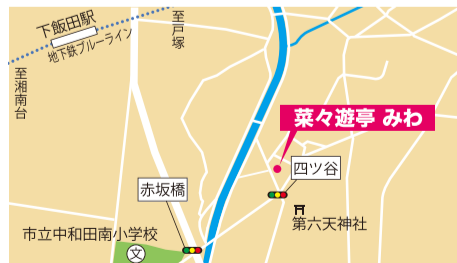 下飯田駅
地下鉄ブルーライン
至戸塚
至湘南台
菜々遊亭 みわ
四ツ谷
赤坂橋
第六天神社
市立中和田南小学校
文